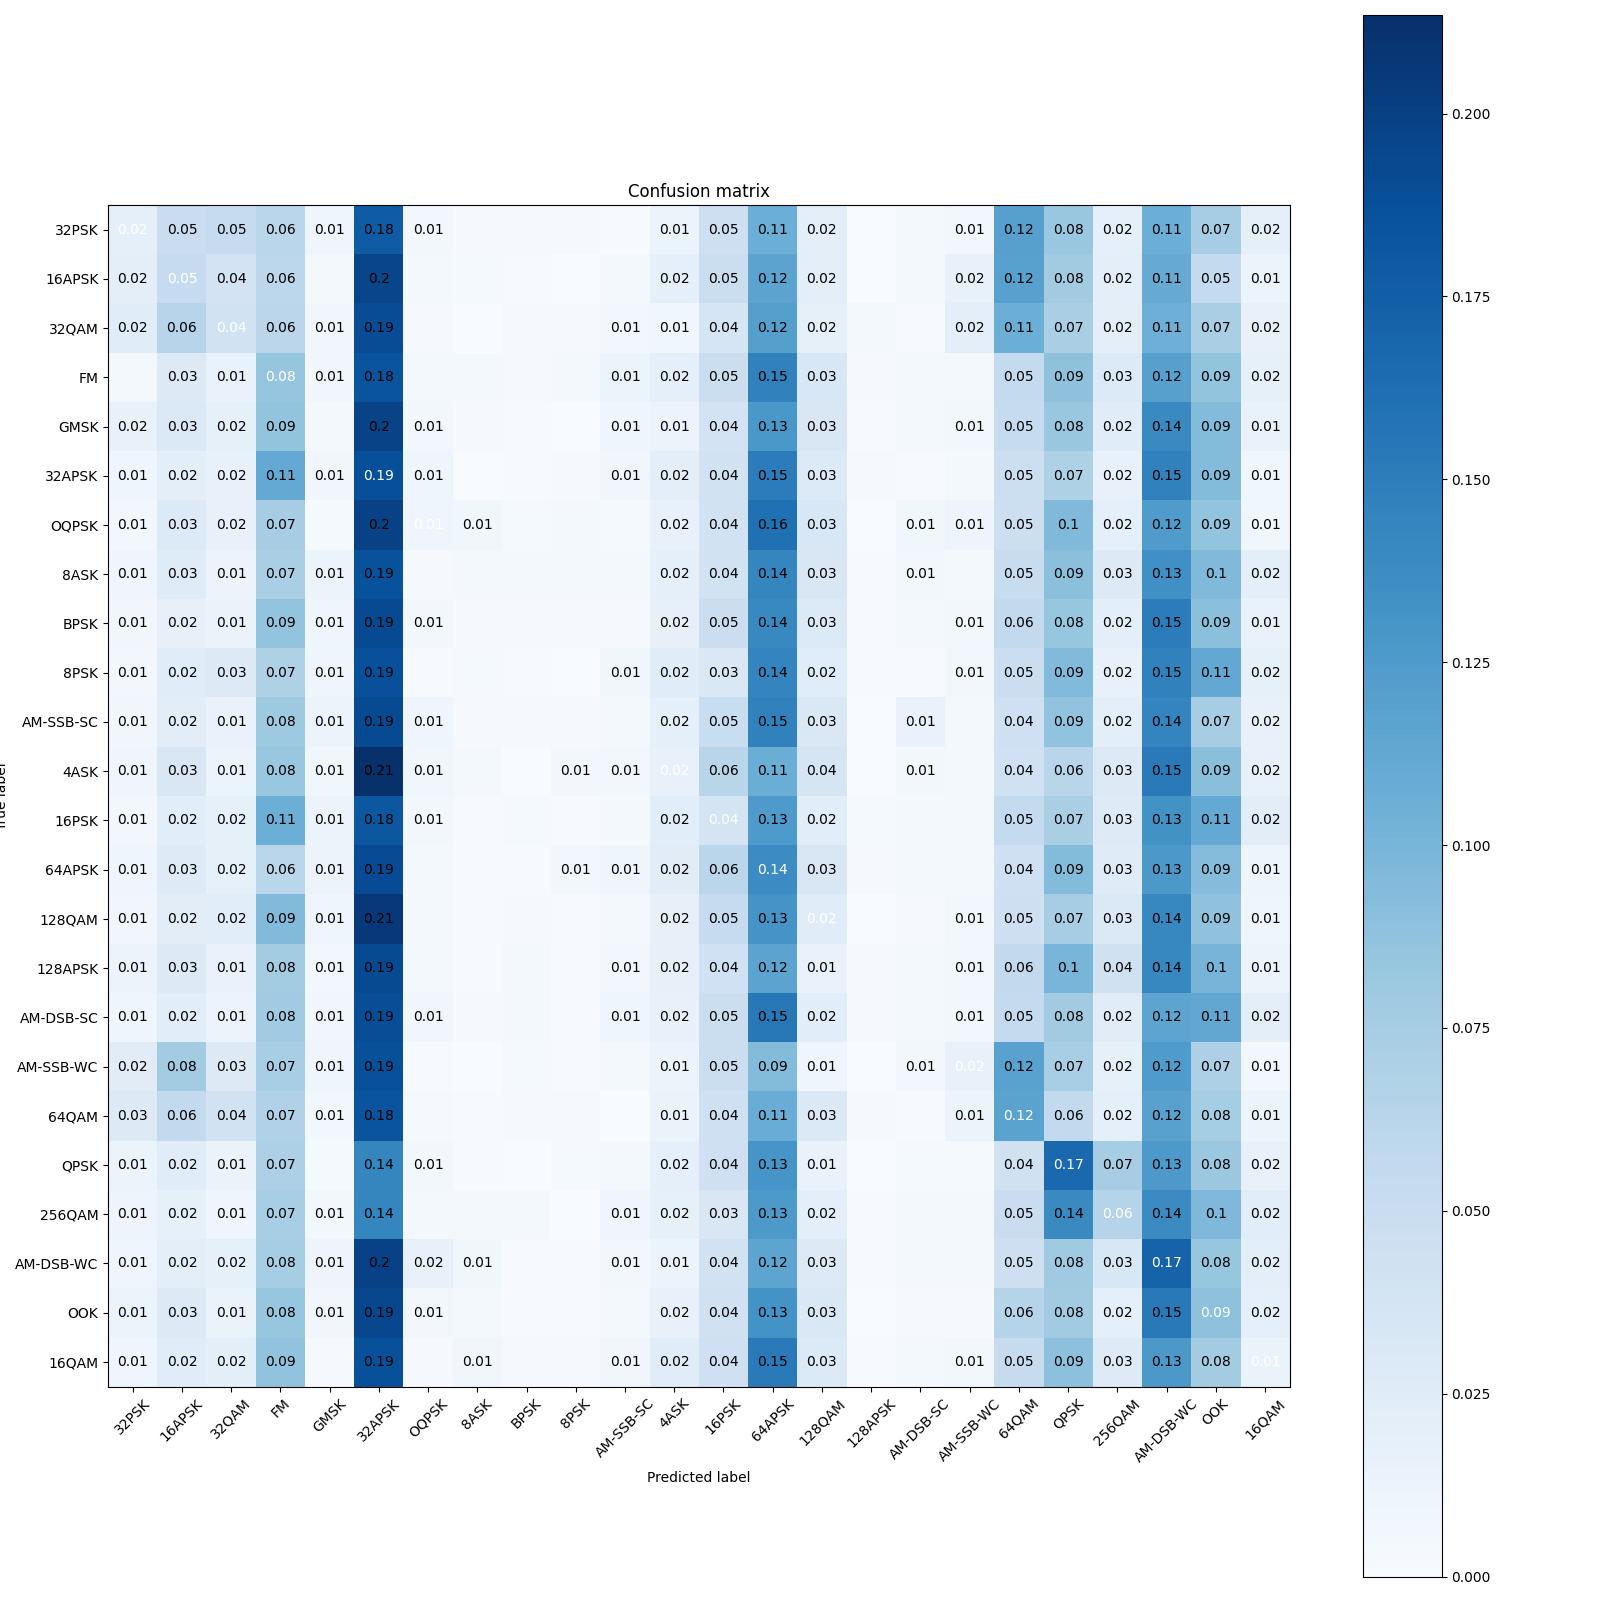 Confusion matrix
32PSK 0.02 0.05 0.05 0.06 0.01 0.18 0.01 0.01 0.05 0.11 0.02 0.01 0.12 0.08 0.02 0.11 0.07 0.02
16APSK 0.02 0.05 0.04 0.06 0.2 0.02 0.05 0.12 0.02 0.02 0.12 0.08 0.02 0.11 0.05 0.01
32QAM 0.02 0.06 0.04 0.06 0.01 0.19 0.01 0.01 0.04 0.12 0.02 0.02 0.11 0.07 0.02 0.11 0.07 0.02
FM 0.03 0.01 0.08 0.01 0.18 0.01 0.02 0.05 0.15 0.03 0.05 0.09 0.03 0.12 0.09 0.02
GMSK 0.02 0.03 0.02 0.09 0.2 0.01 0.01 0.01 0.04 0.13 0.03 0.01 0.05 0.08 0.02 0.14 0.09 0.01
32APSK 0.01 0.02 0.02 0.11 0.01 0.19 0.01 0.01 0.02 0.04 0.15 0.03 0.05 0.07 0.02 0.15 0.09 0.01
OQPSK 0.01 0.03 0.02 0.07 0.2 0.01 0.01 0.02 0.04 0.16 0.03 0.01 0.01 0.05 0.1 0.02 0.12 0.09 0.01
8ASK 0.01 0.03 0.01 0.07 0.01 0.19 0.02 0.04 0.14 0.03 0.01 0.05 0.09 0.03 0.13 0.1 0.02
BPSK 0.01 0.02 0.01 0.09 0.01 0.19 0.01 0.02 0.05 0.14 0.03 0.01 0.06 0.08 0.02 0.15 0.09 0.01
8PSK 0.01 0.02 0.03 0.07 0.01 0.19 0.01 0.02 0.03 0.14 0.02 0.01 0.05 0.09 0.02 0.15 0.11 0.02
AM-SSB-SC 0.01 0.02 0.01 0.08 0.01 0.19 0.01 0.02 0.05 0.15 0.03 0.01 0.04 0.09 0.02 0.14 0.07 0.02
4ASK 0.01 0.03 0.01 0.08 0.01 0.21 0.01 0.01 0.01 0.02 0.06 0.11 0.04 0.01 0.04 0.06 0.03 0.15 0.09 0.02
16PSK 0.01 0.02 0.02 0.11 0.01 0.18 0.01 0.02 0.04 0.13 0.02 0.05 0.07 0.03 0.13 0.11 0.02
64APSK 0.01 0.03 0.02 0.06 0.01 0.19 0.01 0.01 0.02 0.06 0.14 0.03 0.04 0.09 0.03 0.13 0.09 0.01
128QAM 0.01 0.02 0.02 0.09 0.01 0.21 0.02 0.05 0.13 0.02 0.01 0.05 0.07 0.03 0.14 0.09 0.01
128APSK 0.01 0.03 0.01 0.08 0.01 0.19 0.01 0.02 0.04 0.12 0.01 0.01 0.06 0.1 0.04 0.14 0.1 0.01
AM-DSB-SC 0.01 0.02 0.01 0.08 0.01 0.19 0.01 0.01 0.02 0.05 0.15 0.02 0.01 0.05 0.08 0.02 0.12 0.11 0.02
AM-SSB-WC 0.02 0.08 0.03 0.07 0.01 0.19 0.01 0.05 0.09 0.01 0.01 0.02 0.12 0.07 0.02 0.12 0.07 0.01
64QAM 0.03 0.06 0.04 0.07 0.01 0.18 0.01 0.04 0.11 0.03 0.01 0.12 0.06 0.02 0.12 0.08 0.01
QPSK 0.01 0.02 0.01 0.07 0.14 0.01 0.02 0.04 0.13 0.01 0.04 0.17 0.07 0.13 0.08 0.02
256QAM 0.01 0.02 0.01 0.07 0.01 0.14 0.01 0.02 0.03 0.13 0.02 0.05 0.14 0.06 0.14 0.1 0.02
AM-DSB-WC 0.01 0.02 0.02 0.08 0.01 0.2 0.02 0.01 0.01 0.01 0.04 0.12 0.03 0.05 0.08 0.03 0.17 0.08 0.02
OOK 0.01 0.03 0.01 0.08 0.01 0.19 0.01 0.02 0.04 0.13 0.03 0.06 0.08 0.02 0.15 0.09 0.02
16QAM 0.01 0.02 0.02 0.09 0.19 0.01 0.01 0.02 0.04 0.15 0.03 0.01 0.05 0.09 0.03 0.13 0.08 0.01
32PSK 16APSK 32QAM FM GMSK 32APSK OQPSK 8ASK BPSK 8PSK AM-SSB-SC 4ASK 16PSK 64APSK 128QAM 128APSK AM-DSB-SC AM-SSB-WC 64QAM QPSK 256QAM AM-DSB-WC OOK 16QAM
Predicted label
0.200
0.175
0.150
0.125
0.100
0.075
0.050
0.025
0.000